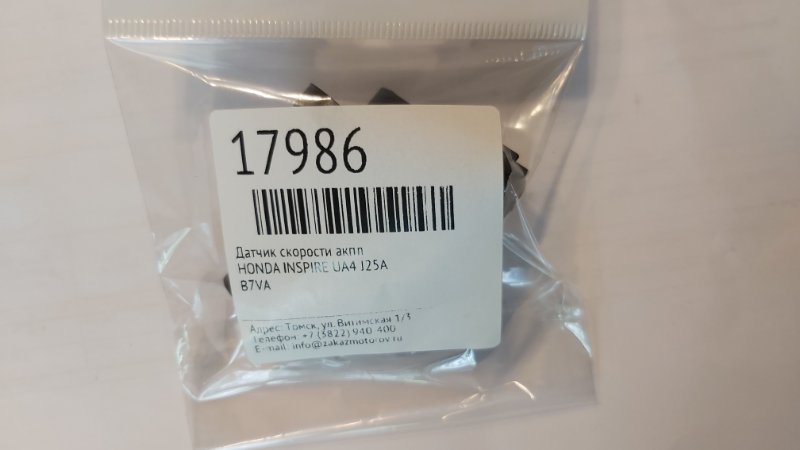 17986
Датчик скорости акпп
HONDA INSPIRE UA4 J25A
B7VA
Адрес: Томск, ул. Витимская 1/3
Телефон: +7 (3822) 940-400
E-mail: info@zakazmotorov.ru